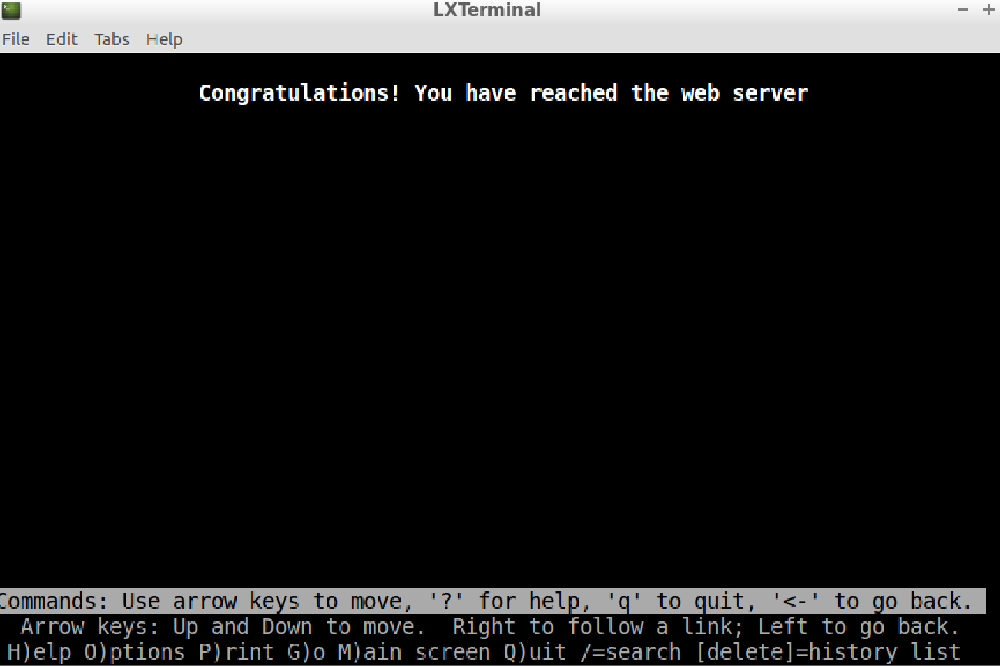 LXTerminal
File Edit Tabs Help
Congratulations! You have reached the web server
Commands: Use arrow keys to move, '?' for help, 'q' to quit, '<-' to go back.
Arrow keys: Up and Down to move.  Right to follow a link; Left to go back.
H)elp O)ptions P)rint G)o M)ain screen Q)uit /=search [delete]=history list